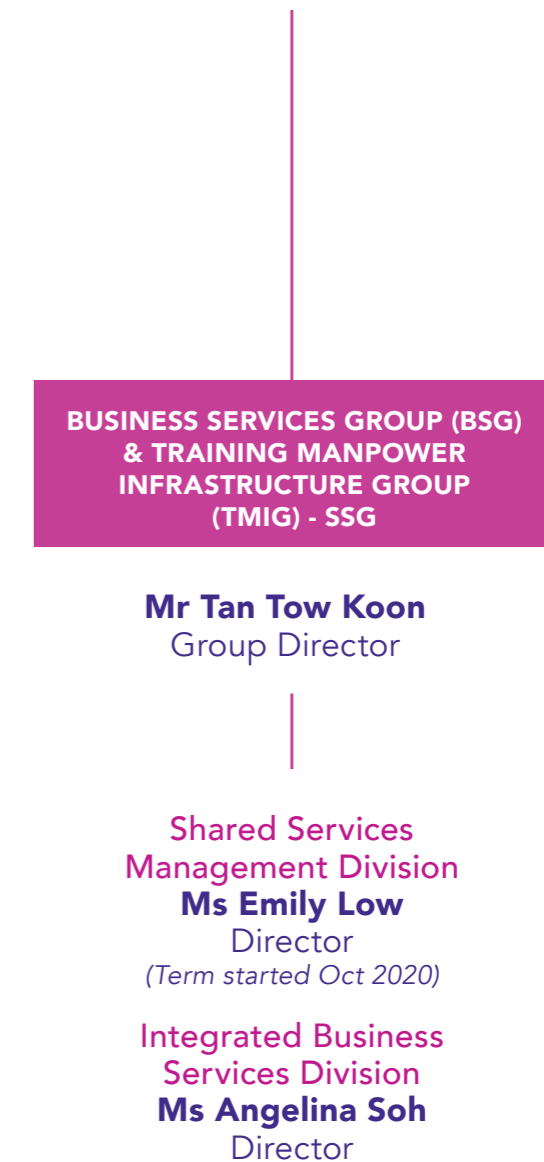 BUSINESS SERVICES GROUP (BSG)
& TRAINING MANPOWER
INFRASTRUCTURE GROUP
(TMIG) - SSG
Mr Tan Tow Koon
Group Director
Shared Services
Management Division
Ms Emily Low
Director
(Term started Oct 2020)
Integrated Business
Services Division
Ms Angelina Soh
Director